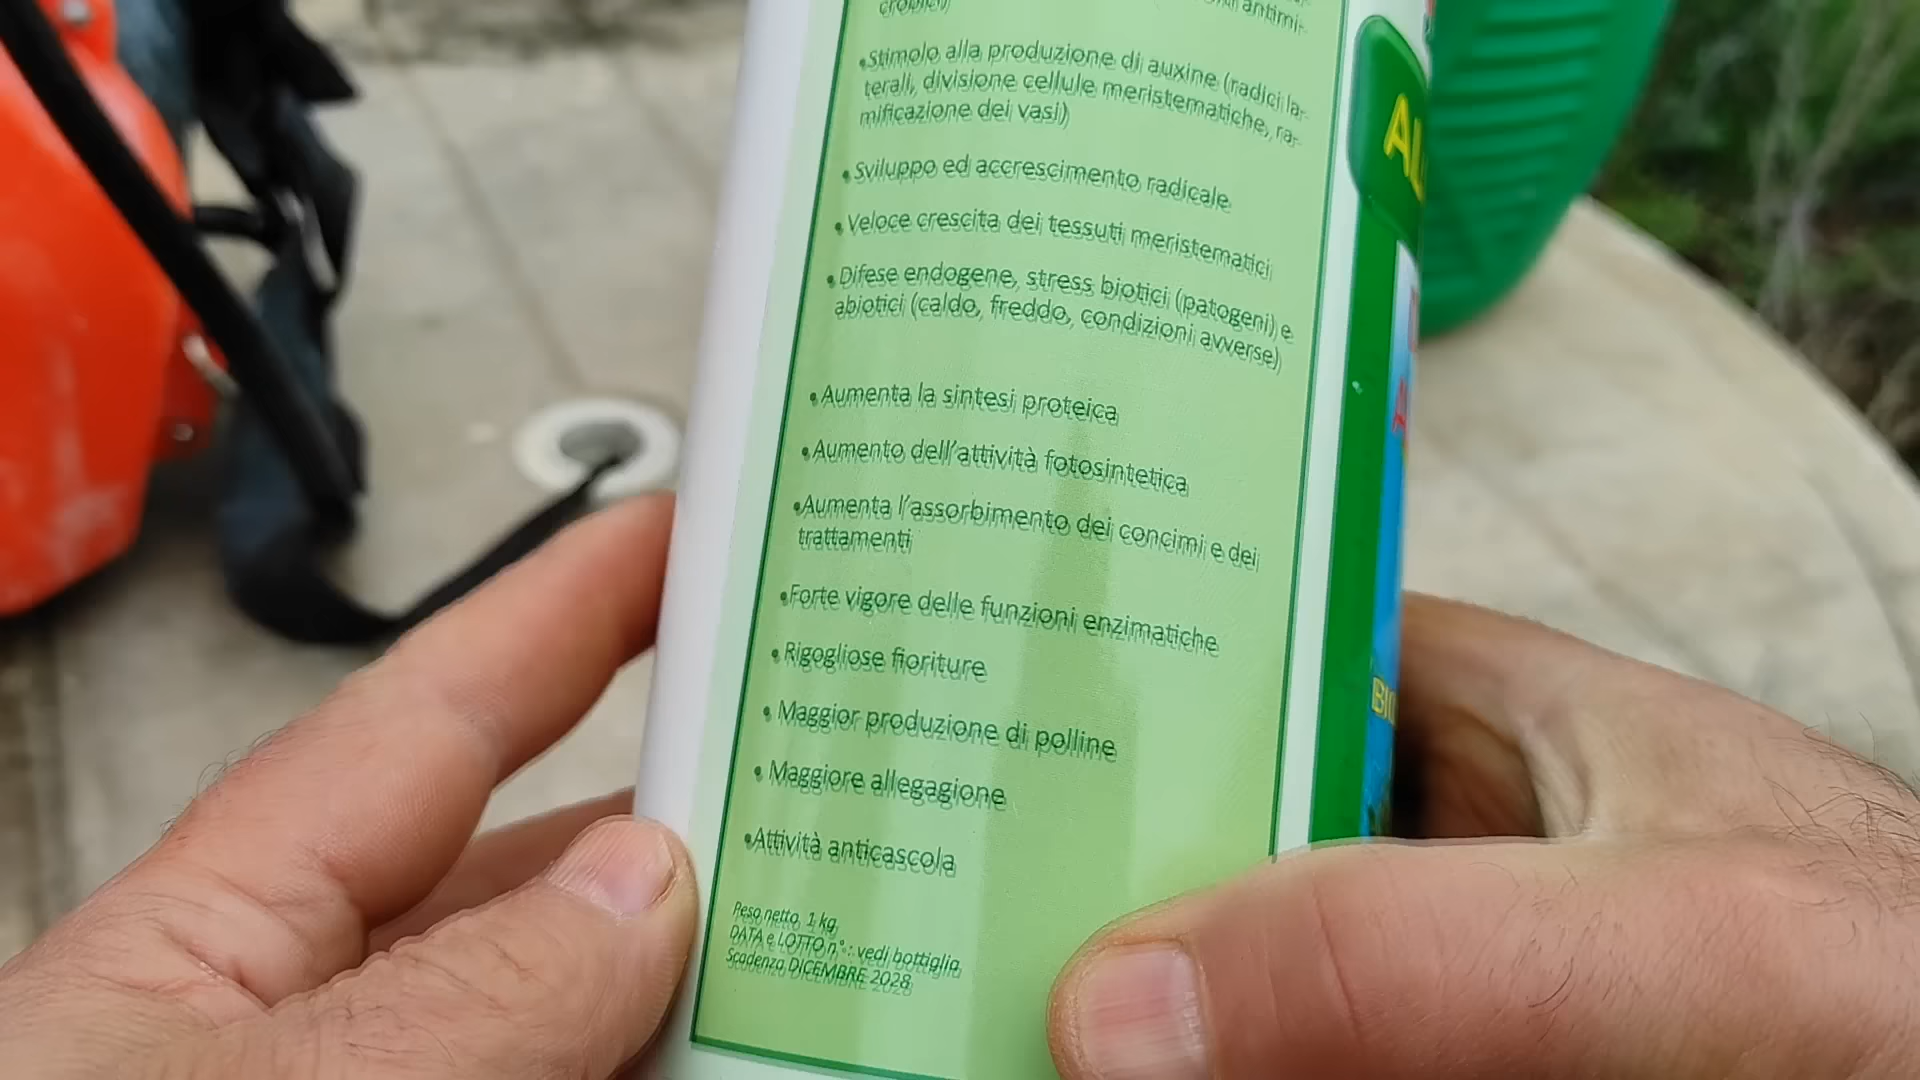 crobici)
antimi-
•Stimolo alla produzione di auxine (radici la-
terali, divisione cellule meristematiche, ra-
mificazione dei vasi)
• Sviluppo ed accrescimento radicale
• Veloce crescita dei tessuti meristematici
• Difese endogene, stress biotici (patogeni) e
abiotici (caldo, freddo, condizioni avverse)
• Aumenta la sintesi proteica
• Aumento dell'attività fotosintetica
•Aumenta l'assorbimento dei concimi e dei
trattamenti
•Forte vigore delle funzioni enzimatiche
• Rigogliose fioriture
• Maggior produzione di polline
• Maggiore allegagione
•Attività anticascola
Peso netto 1 kg
DATA e LOTTO n°: vedi bottiglia
Scadenza DICEMBRE 2028
BIO